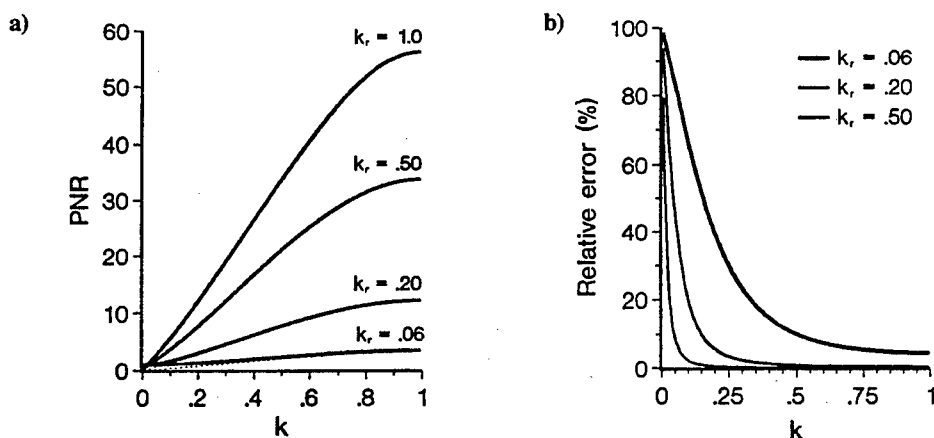 a)
60
50
40
30
20
10
0
PNR
0 .2 .4 .6 .8 1
k
k_r = 1.0
k_r = .50
k_r = .20
k_r = .06
b)
100
80
60
40
20
0
Relative error (%)
0 .25 .5 .75 1
k
k_r = .06
k_r = .20
k_r = .50